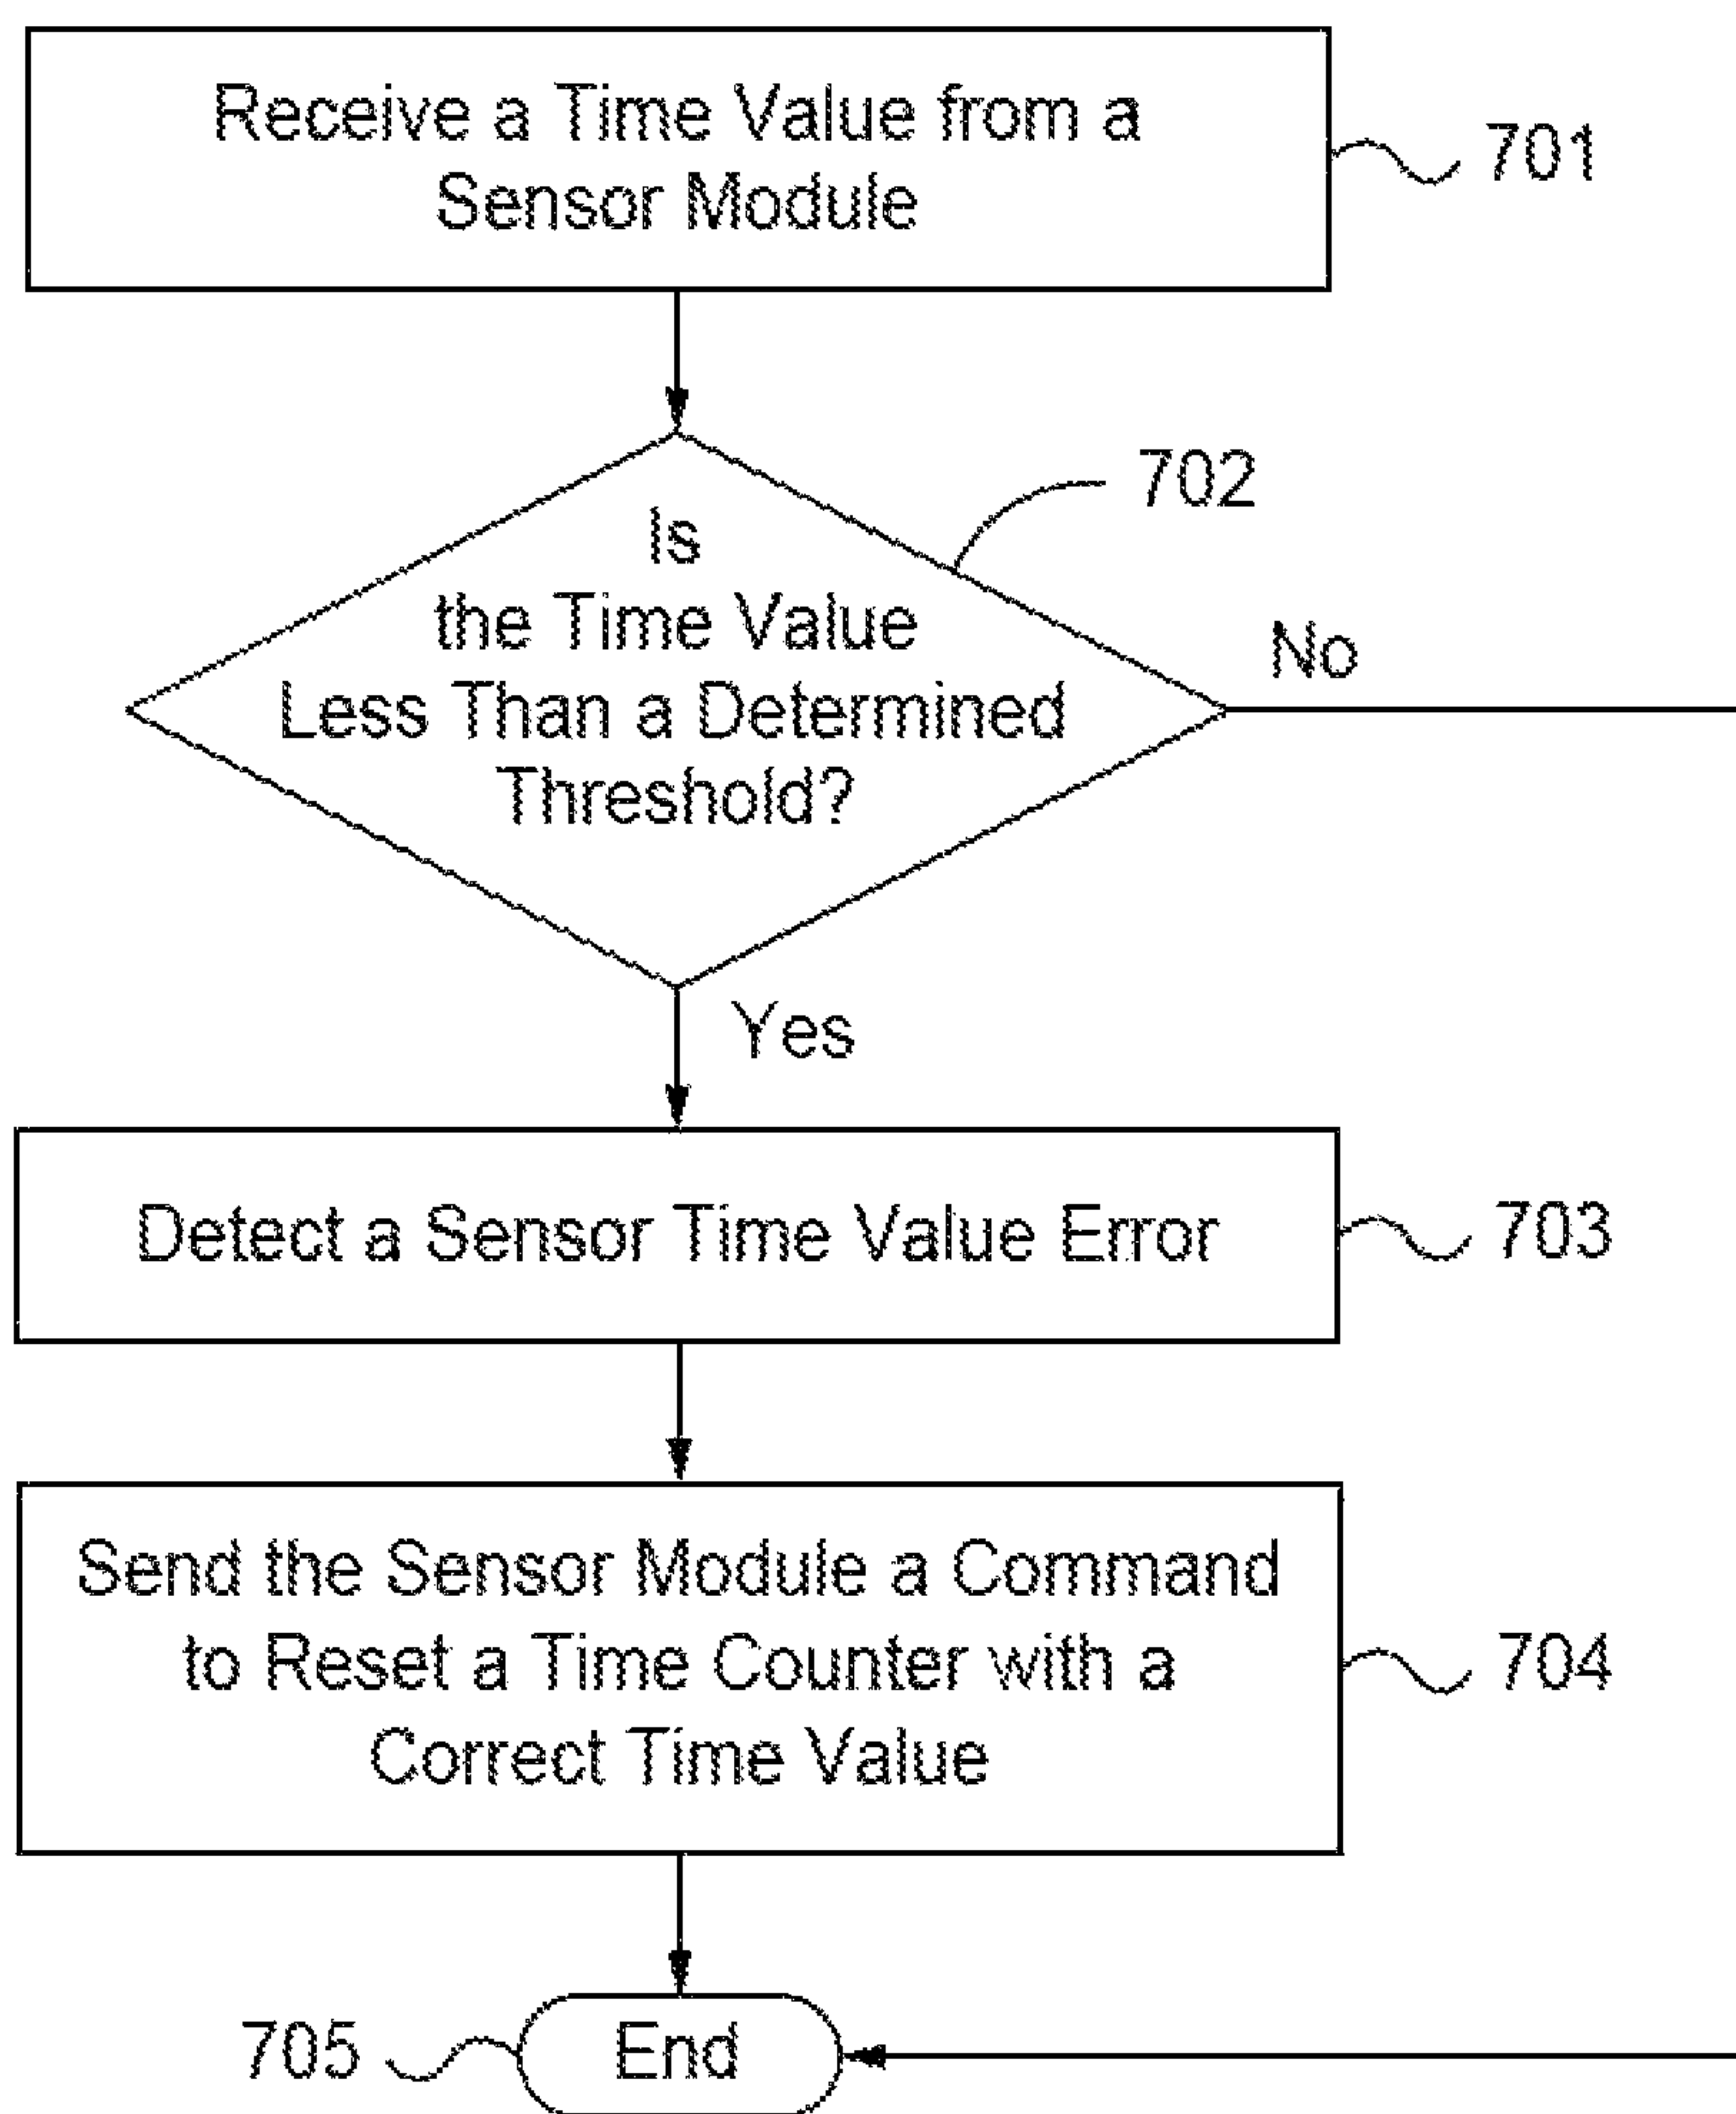 Receive a Time Value from a
Sensor Module
701
702
Is
the Time Value
Less Than a Determined
Threshold?
No
Yes
Detect a Sensor Time Value Error
703
Send the Sensor Module a Command
to Reset a Time Counter with a
Correct Time Value
704
705
End